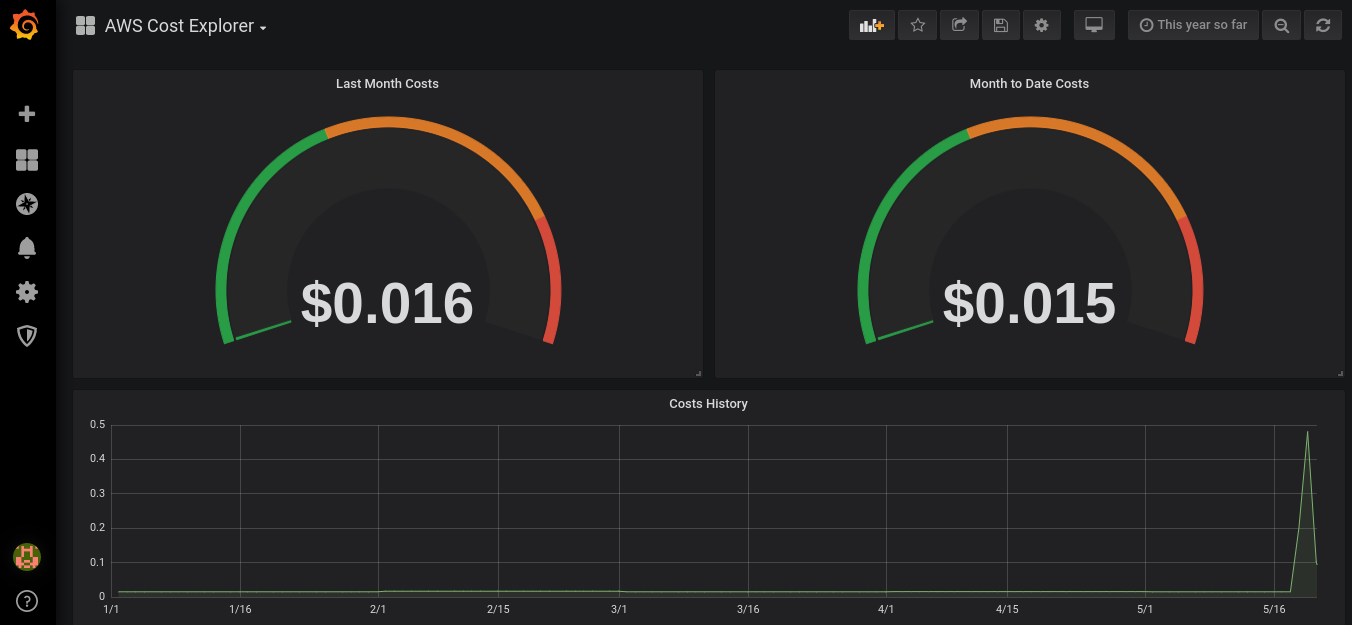 AWS Cost Explorer
This year so far
Last Month Costs
Month to Date Costs
$0.016
$0.015
Costs History
0.5
0.4
0.3
0.2
0.1
0
1/1 1/16 2/1 2/15 3/1 3/16 4/1 4/15 5/1 5/16
?